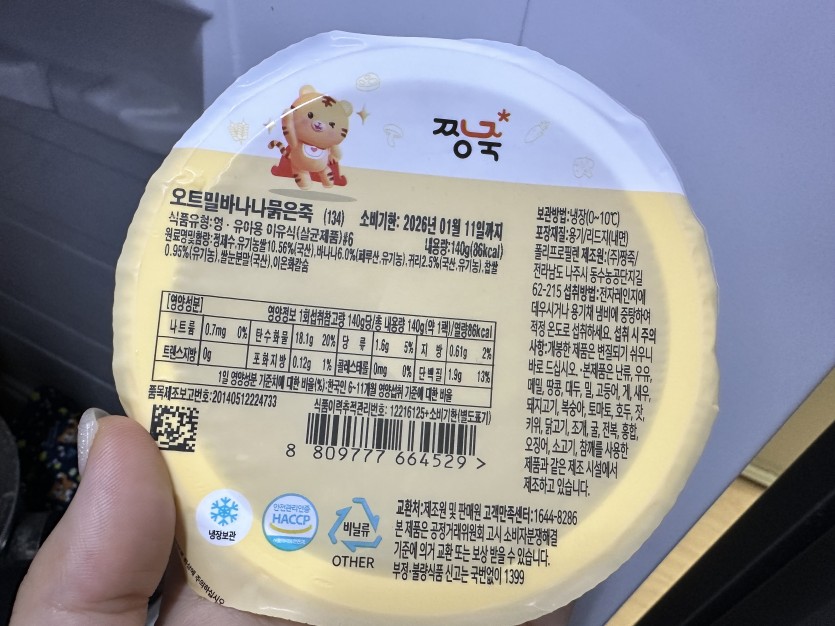 짱죽*
오트밀바나나묽은죽 (134) 소비기한: 2026년 01월 11일까지
식품유형:영·유아용 이유식(살균제품)#6 내용량:140g(86kcal)
원료명및함량:정제수,유기농쌀10.56%(국산),바나나6.0%(페루산,유기농),귀리2.5%(국산,유기농),찹쌀
0.95%(유기농), 쌀눈분말(국산),이온화칼슘
[영양성분] 영양정보 1회섭취참고량 140g당/총 내용량 140g(약 1팩)/열량86kcal
나트륨 0.7mg 0% 탄수화물 18.1g 20% 당류 1.6g 5% 지방 0.61g 2%
트랜스지방 0g 포화지방 0.12g 1% 콜레스테롤 0mg 0% 단백질 1.9g 13%
1일 영양성분 기준치에 대한 비율(%):한국인 6~11개월 영양섭취 기준에 대한 비율
품목제조보고번호:20140512224733
식품이력추적관리번호: 12216125+소비기한(별도표기)
8 809777 664529 >
보관방법:냉장(0~10℃)
포장재질:용기/리드지(내면)
폴리프로필렌 제조원:(주)짱죽/
전라남도 나주시 동수농공단지길
62-215 섭취방법:전자레인지에
데우시거나 용기채 냄비에 중탕하여
적정 온도로 섭취하세요. 섭취 시 주의
사항:개봉한 제품은 변질되기 쉬우니
바로 드십시오. ·본제품은 난류, 우유,
메밀, 땅콩, 대두, 밀, 고등어, 게, 새우,
돼지고기, 복숭아, 토마토, 호두, 잣,
키위, 닭고기, 조개, 굴, 전복, 홍합,
오징어, 소고기, 참깨를 사용한
제품과 같은 제조 시설에서
제조하고 있습니다.
냉장보관
안전관리인증
HACCP
비닐류
OTHER
교환처:제조원 및 판매원 고객만족센터:1644-8286
본 제품은 공정거래위원회 고시 소비자분쟁해결
기준에 의거 교환 또는 보상 받을 수 있습니다.
부정·불량식품 신고는 국번없이 1399